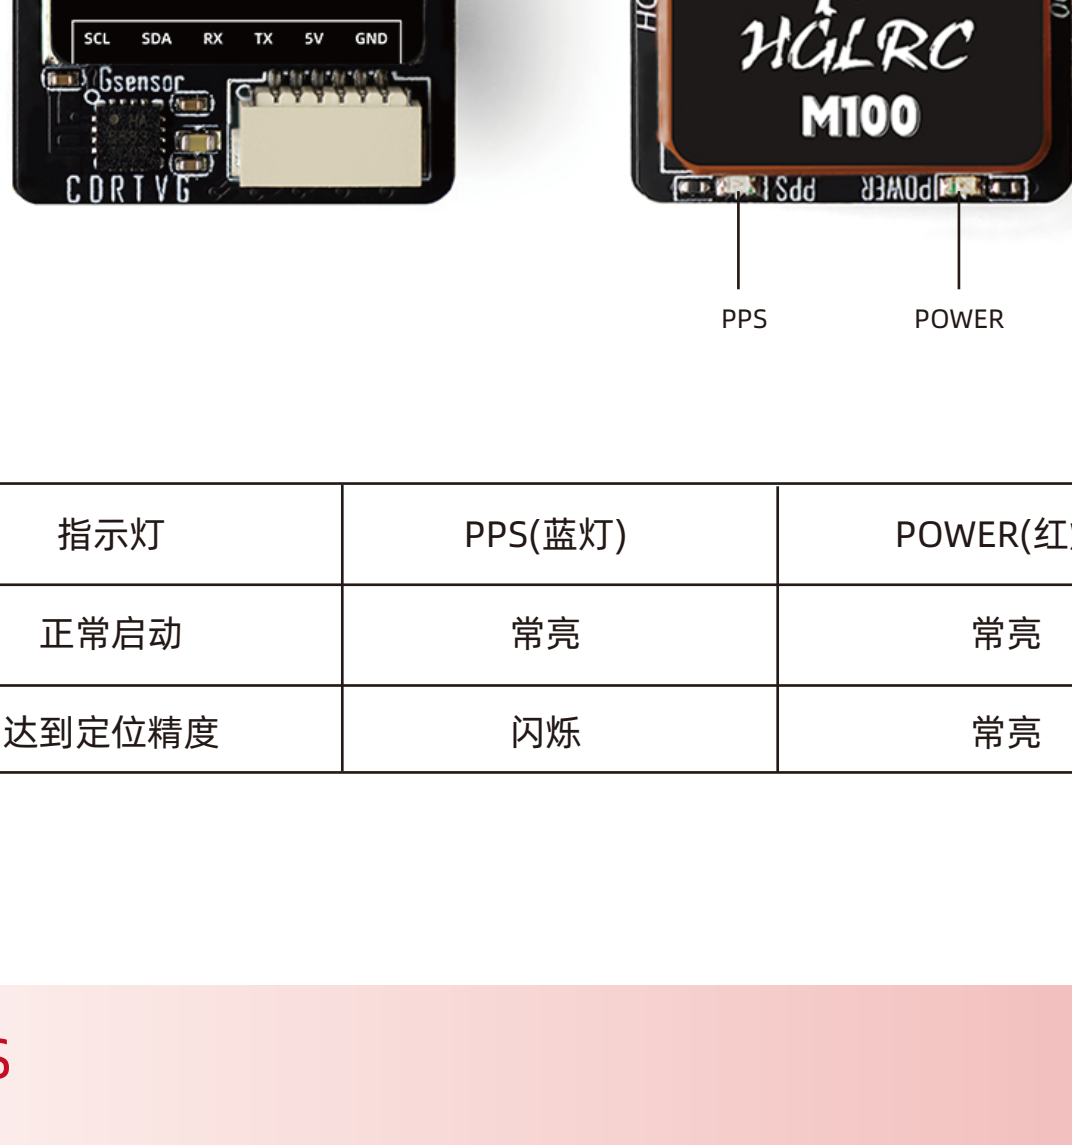 SCL SDA RX TX 5V GND
Gsensor
C D R T V G
HGLRC
M100
PPS POWER
PPS POWER
指示灯 PPS(蓝灯) POWER(红
正常启动 常亮 常亮
达到定位精度 闪烁 常亮
S